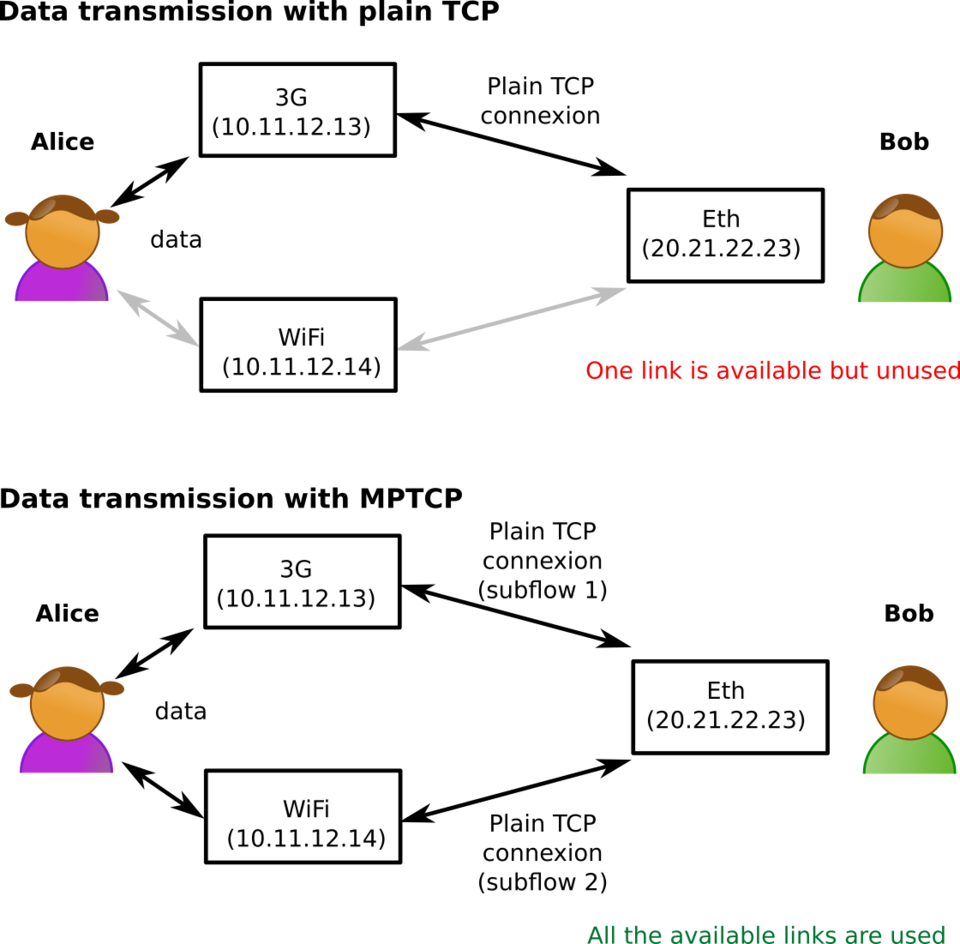 Data transmission with plain TCP
3G
(10.11.12.13)
Plain TCP
connexion
Alice
Bob
data
Eth
(20.21.22.23)
WiFi
(10.11.12.14)
One link is available but unused
Data transmission with MPTCP
3G
(10.11.12.13)
Plain TCP
connexion
(subflow 1)
Alice
Bob
data
Eth
(20.21.22.23)
WiFi
(10.11.12.14)
Plain TCP
connexion
(subflow 2)
All the available links are used